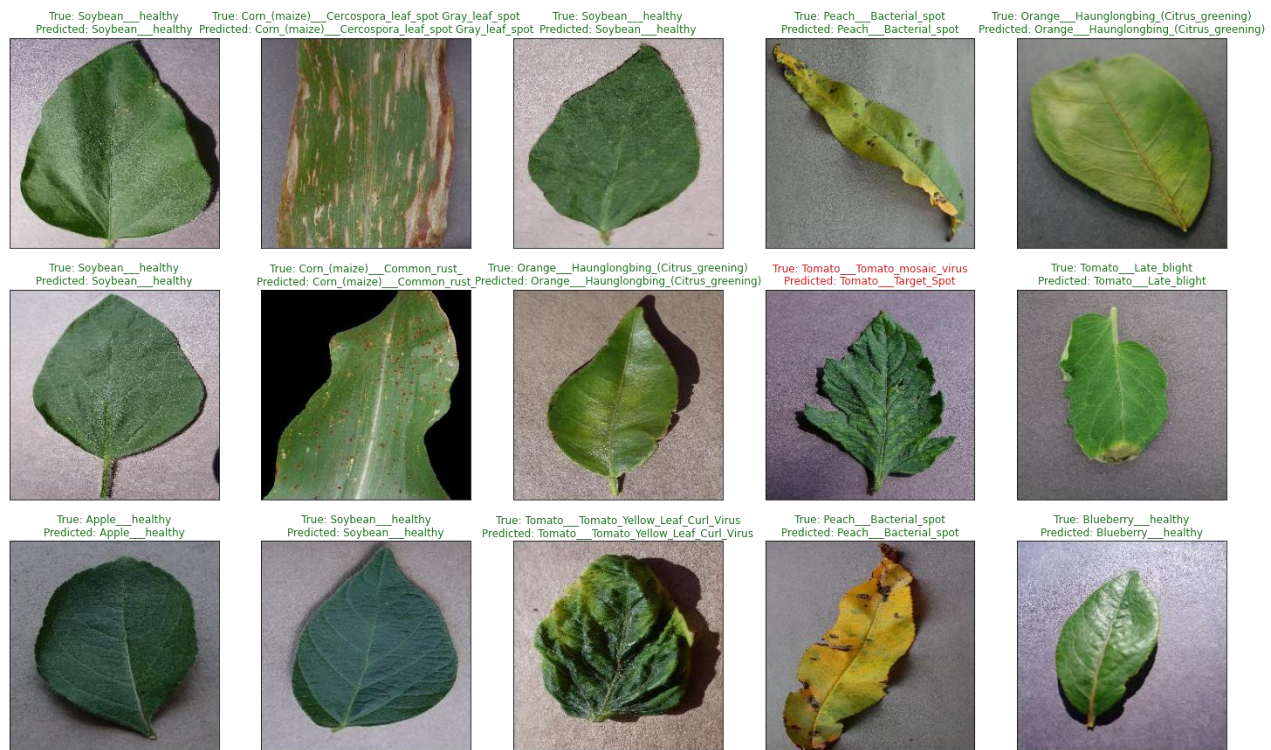 True: Soybean___healthy
Predicted: Soybean___healthy
True: Corn_(maize)___Cercospora_leaf_spot Gray_leaf_spot
Predicted: Corn_(maize)___Cercospora_leaf_spot Gray_leaf_spot
True: Soybean___healthy
Predicted: Soybean___healthy
True: Peach___Bacterial_spot
Predicted: Peach___Bacterial_spot
True: Orange___Haunglongbing_(Citrus_greening)
Predicted: Orange___Haunglongbing_(Citrus_greening)
True: Soybean___healthy
Predicted: Soybean___healthy
True: Corn_(maize)___Common_rust_
Predicted: Corn_(maize)___Common_rust_
True: Orange___Haunglongbing_(Citrus_greening)
Predicted: Orange___Haunglongbing_(Citrus_greening)
True: Tomato___Tomato_mosaic_virus
Predicted: Tomato___Target_Spot
True: Tomato___Late_blight
Predicted: Tomato___Late_blight
True: Apple___healthy
Predicted: Apple___healthy
True: Soybean___healthy
Predicted: Soybean___healthy
True: Tomato___Tomato_Yellow_Leaf_Curl_Virus
Predicted: Tomato___Tomato_Yellow_Leaf_Curl_Virus
True: Peach___Bacterial_spot
Predicted: Peach___Bacterial_spot
True: Blueberry___healthy
Predicted: Blueberry___healthy